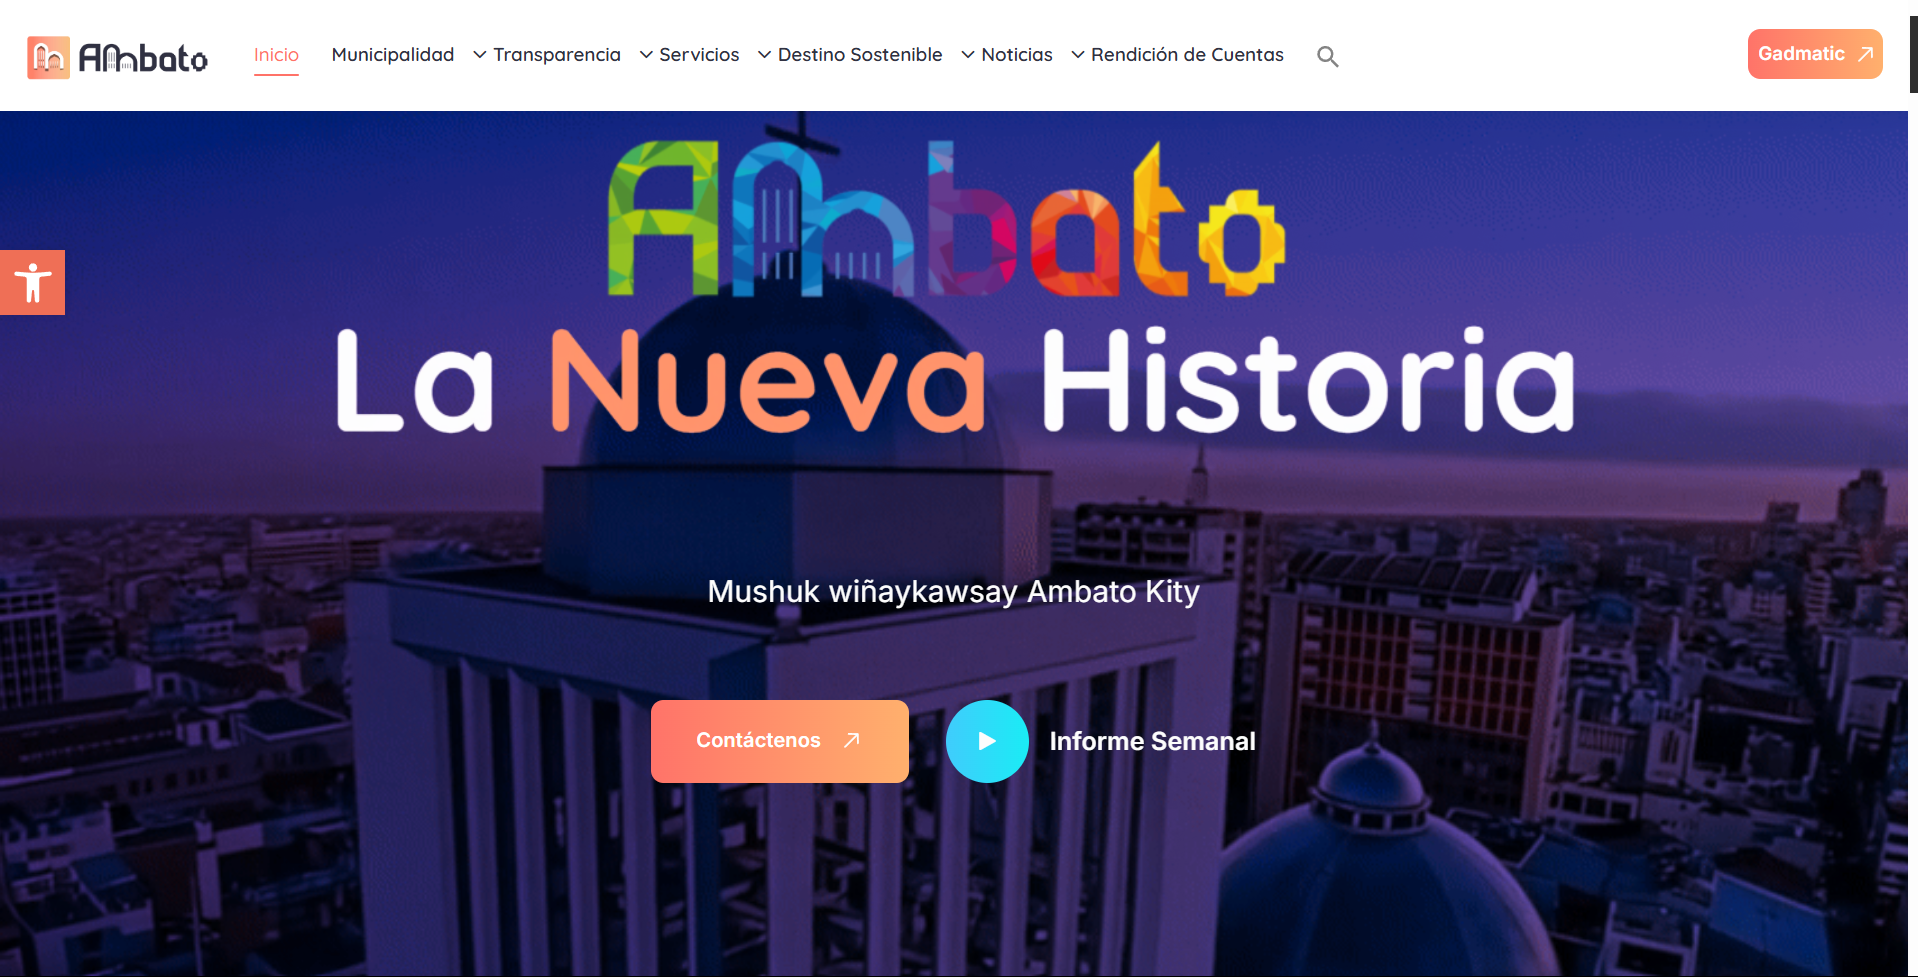 Ambato
Inicio Municipalidad Transparencia Servicios Destino Sostenible Noticias Rendición de Cuentas
Gadmatic
Ambato
La Nueva Historia
Mushuk wiñaykawsay Ambato Kity
Contáctenos
Informe Semanal